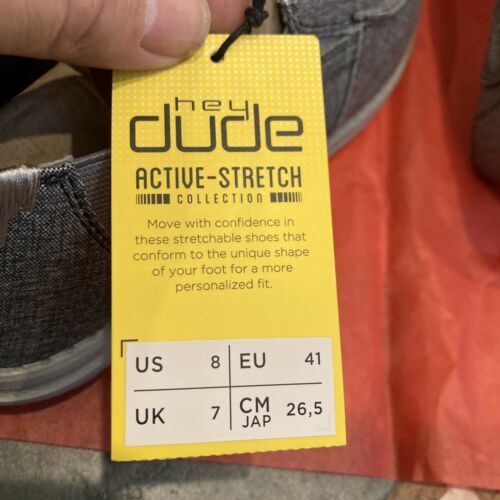 hey
dude
ACTIVE-STRETCH
COLLECTION
Move with confidence in
these stretchable shoes that
conform to the unique shape
of your foot for a more
personalized fit.
US 8 EU 41
UK 7 CM JAP 26,5